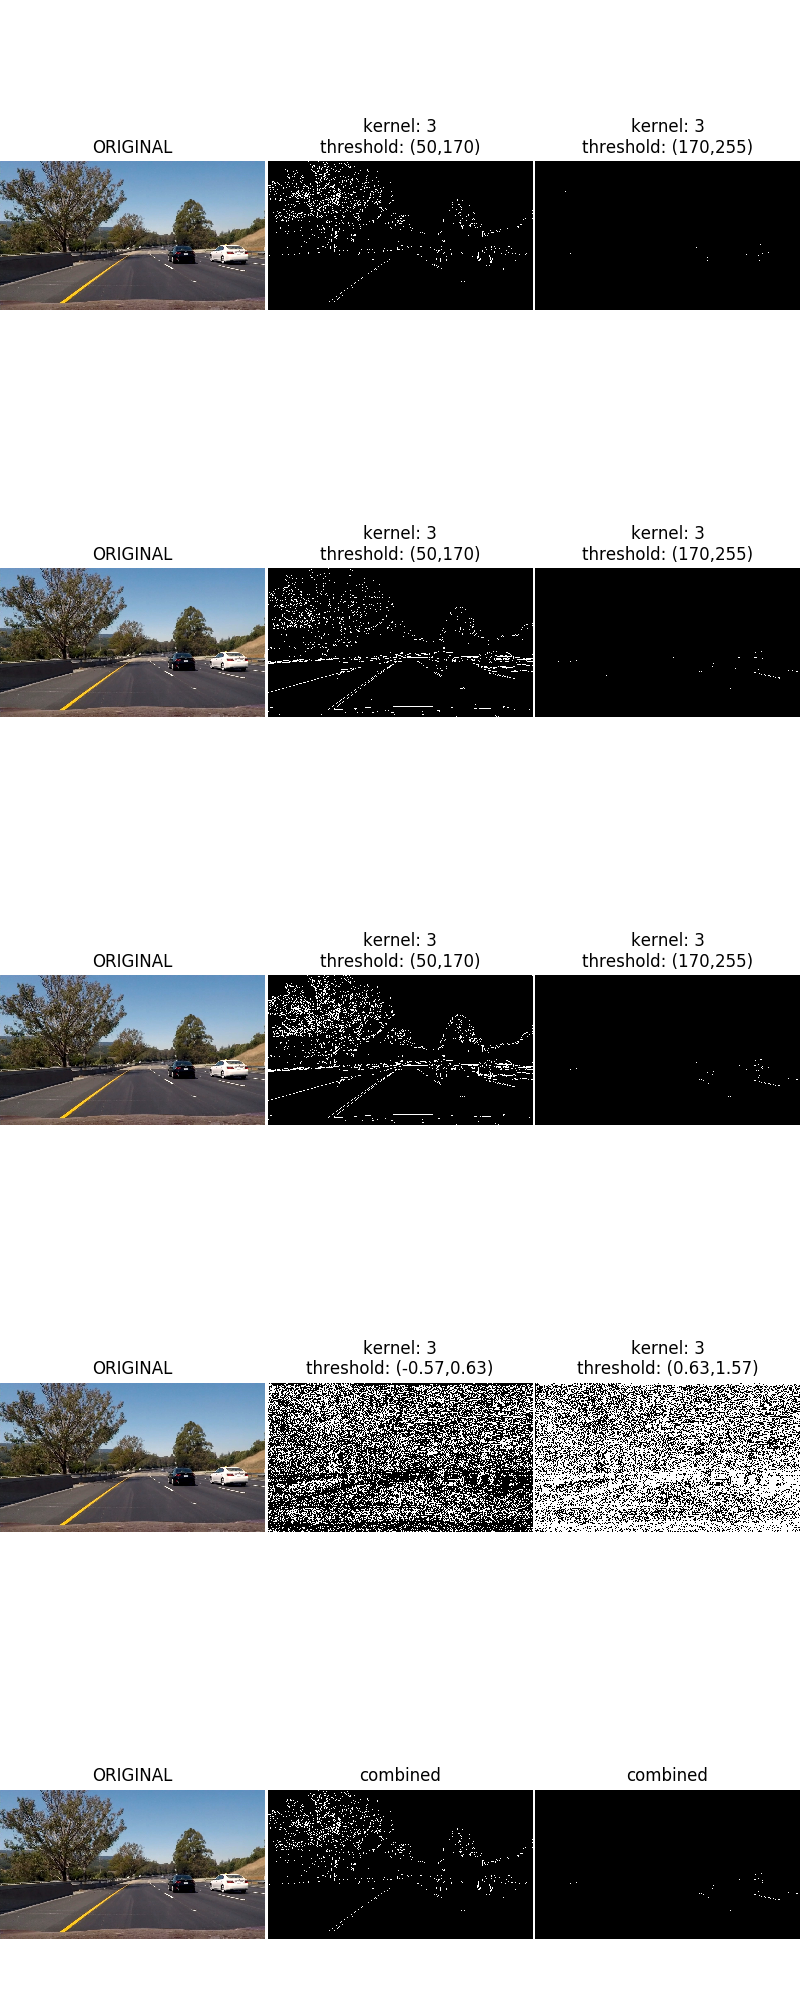 ORIGINAL
kernel: 3
threshold: (50,170)
kernel: 3
threshold: (170,255)
ORIGINAL
kernel: 3
threshold: (50,170)
kernel: 3
threshold: (170,255)
ORIGINAL
kernel: 3
threshold: (50,170)
kernel: 3
threshold: (170,255)
ORIGINAL
kernel: 3
threshold: (-0.57,0.63)
kernel: 3
threshold: (0.63,1.57)
ORIGINAL
combined
combined